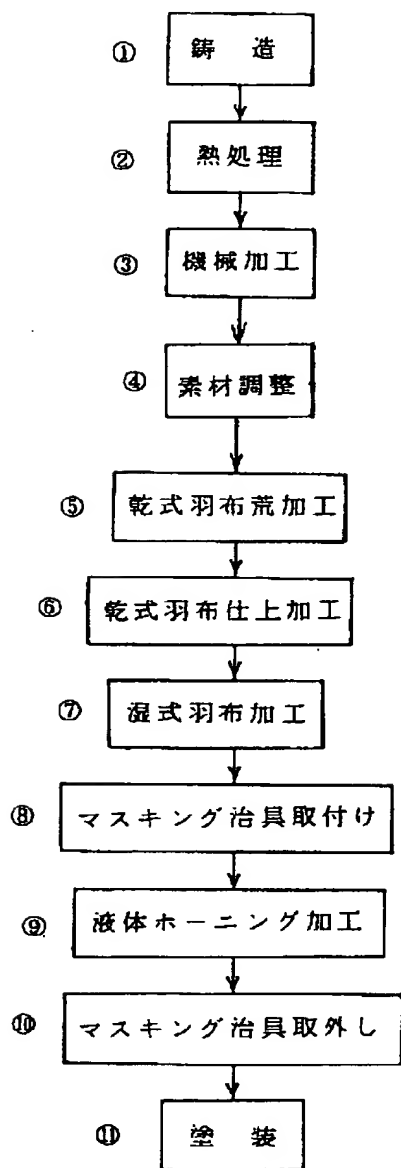 ① 鋳造
② 熱処理
③ 機械加工
④ 素材調整
⑤ 乾式羽布荒加工
⑥ 乾式羽布仕上加工
⑦ 湿式羽布加工
⑧ マスキング治具取付け
⑨ 液体ホーニング加工
⑩ マスキング治具取外し
⑪ 塗装